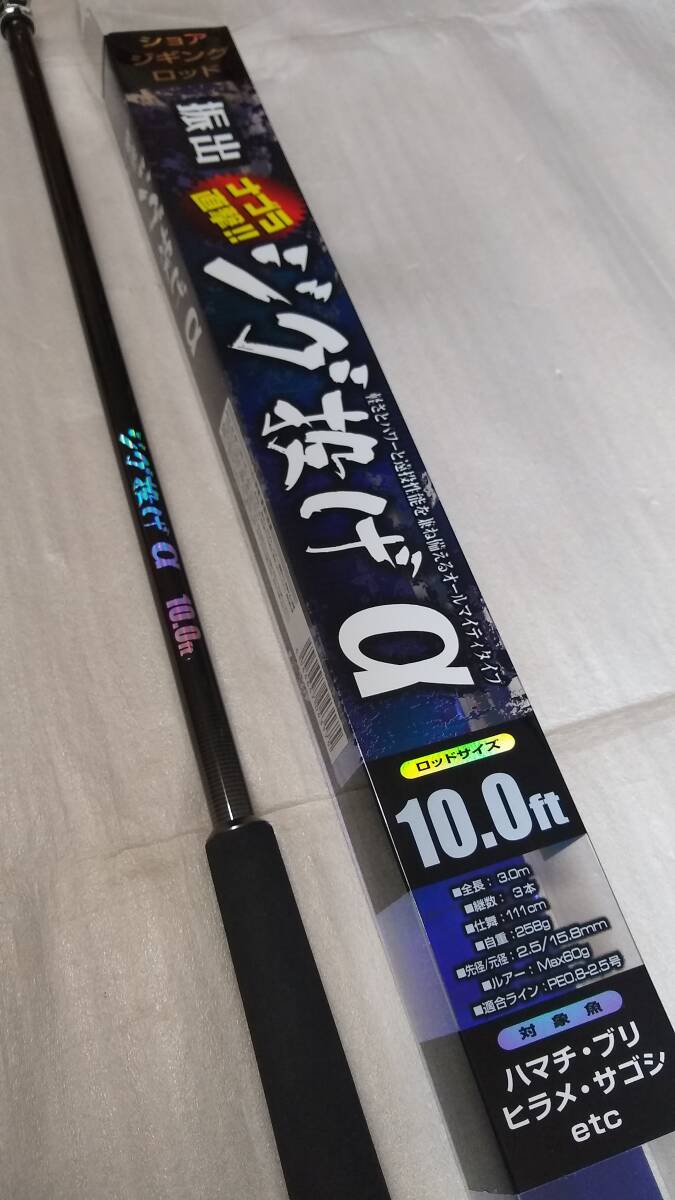 ショア
ジギング
ロッド
振出
ナブラ
直撃!!
ジグ投げ
α
軽さとパワーと遠投性能を兼ね備えるオールマイティタイプ
ロッドサイズ
10.0ft
■全長：3.0m
■継数：3本
■仕舞：111cm
■自重：258g
■先径/元径：2.5/15.8mm
■ルアー：Max60g
■適合ライン：PE0.8-2.5号
対象魚
ハマチ・ブリ
ヒラメ・サゴシ
etc
ジグ投げ α 10.0ft
ジグ投げ α